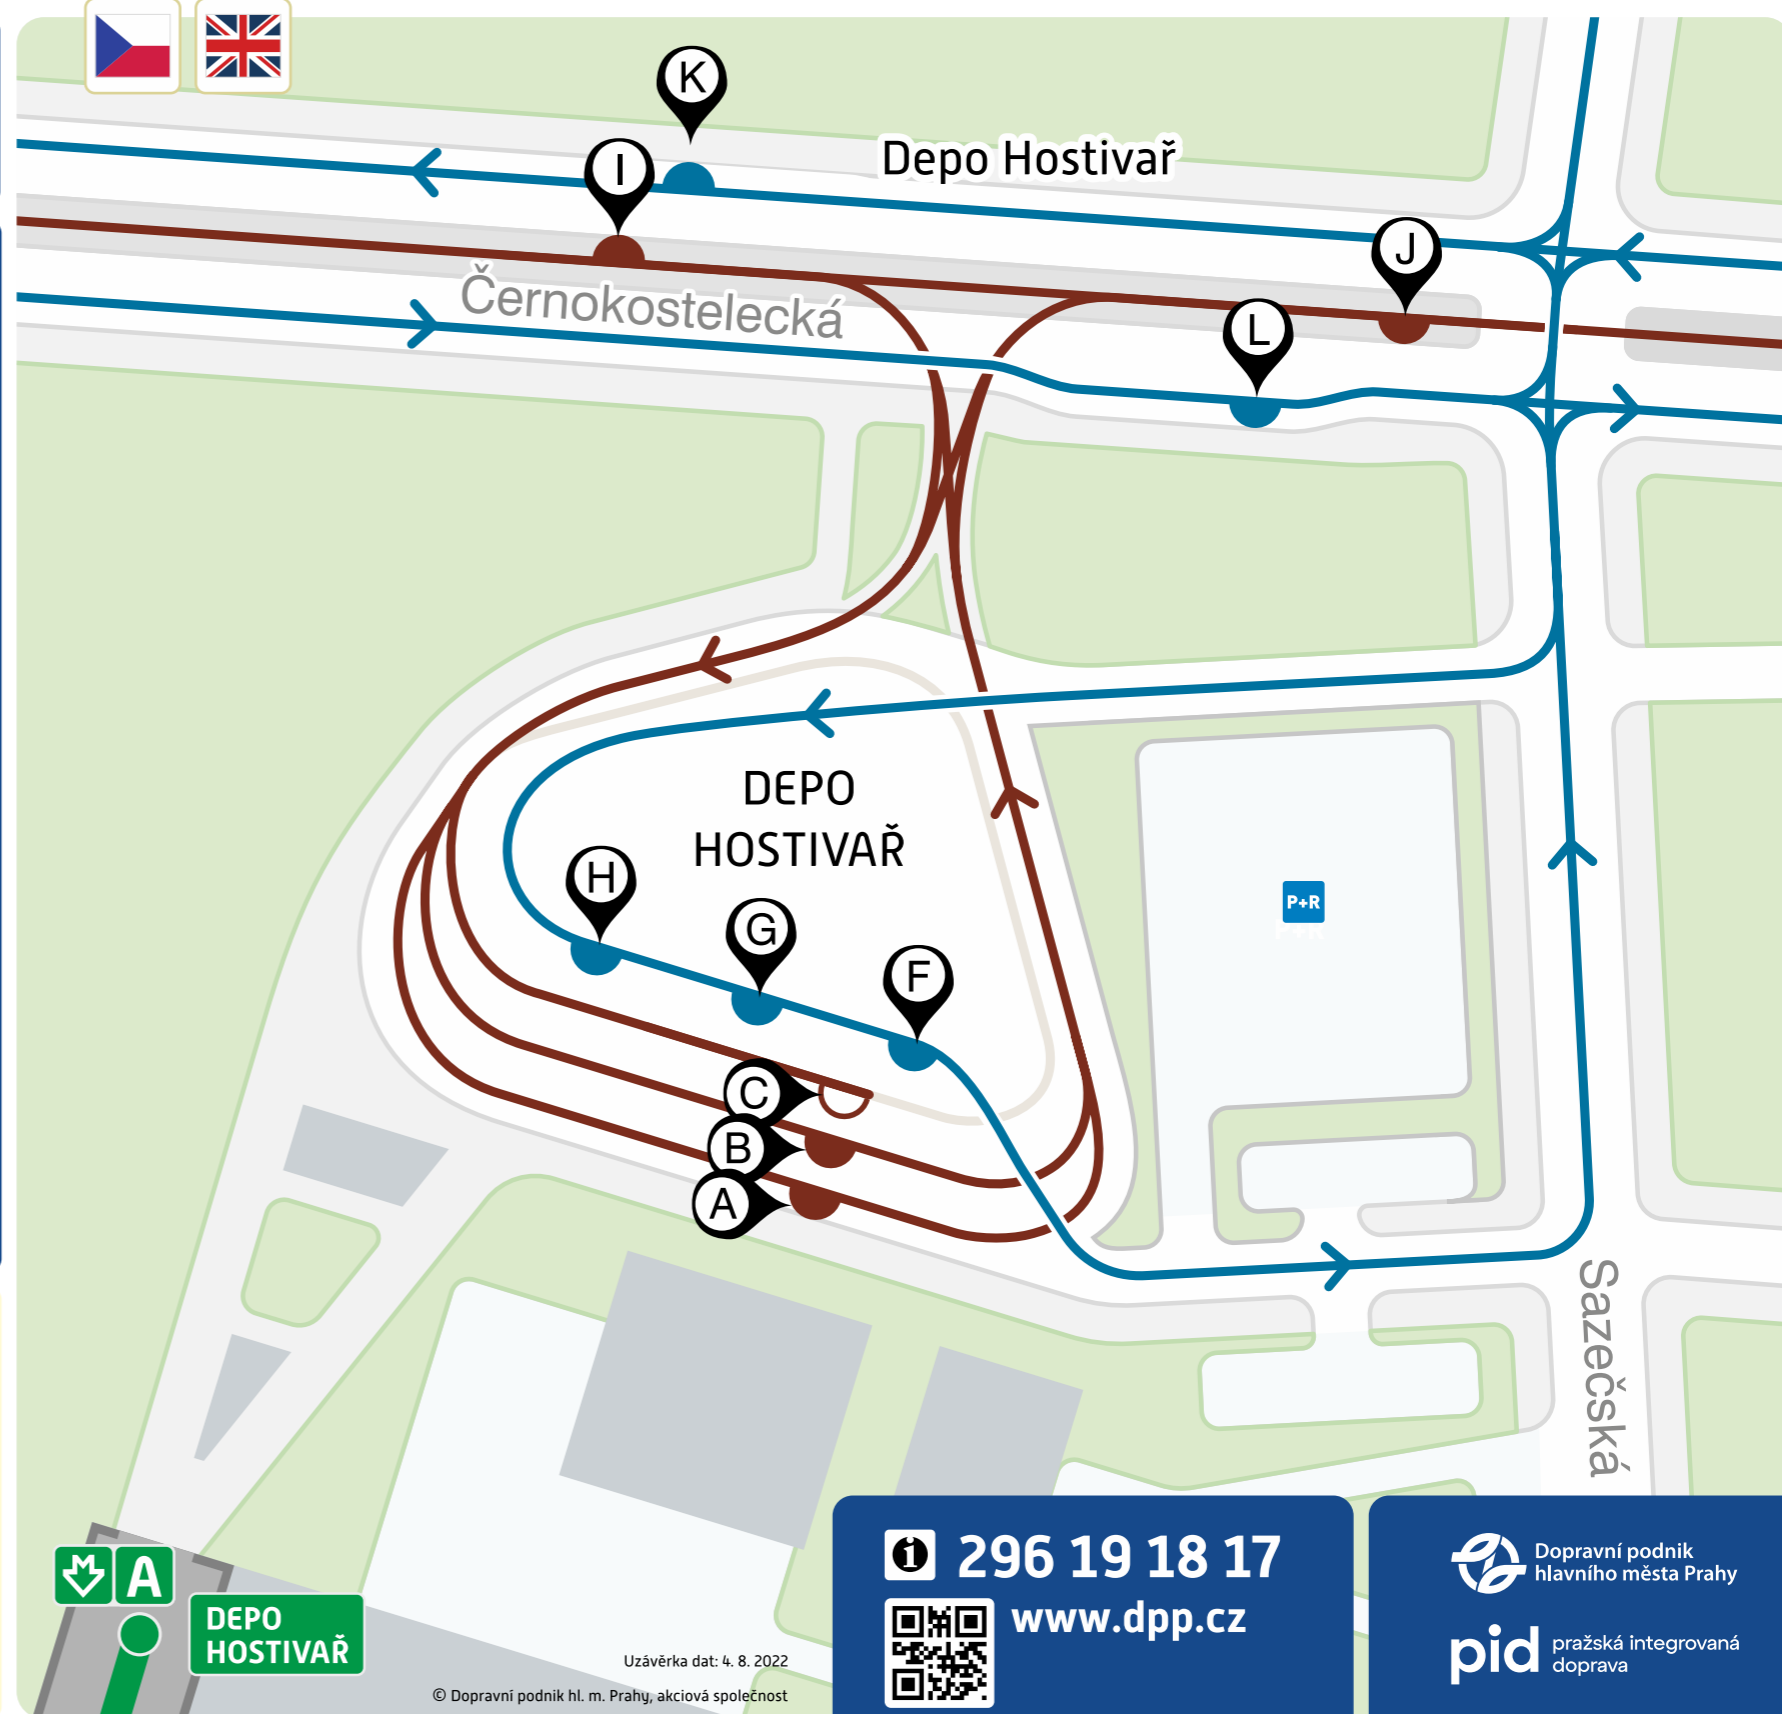 K
Depo Hostivař
I
J
Černokostelecká
L
DEPO
HOSTIVAŘ
H
G
F
P+R
C
B
A
Sazečská
A
DEPO
HOSTIVAŘ
Uzávěrka dat: 4. 8. 2022
© Dopravní podnik hl. m. Prahy, akciová společnost
i 296 19 18 17
www.dpp.cz
Dopravní podnik
hlavního města Prahy
pid pražská integrovaná
doprava